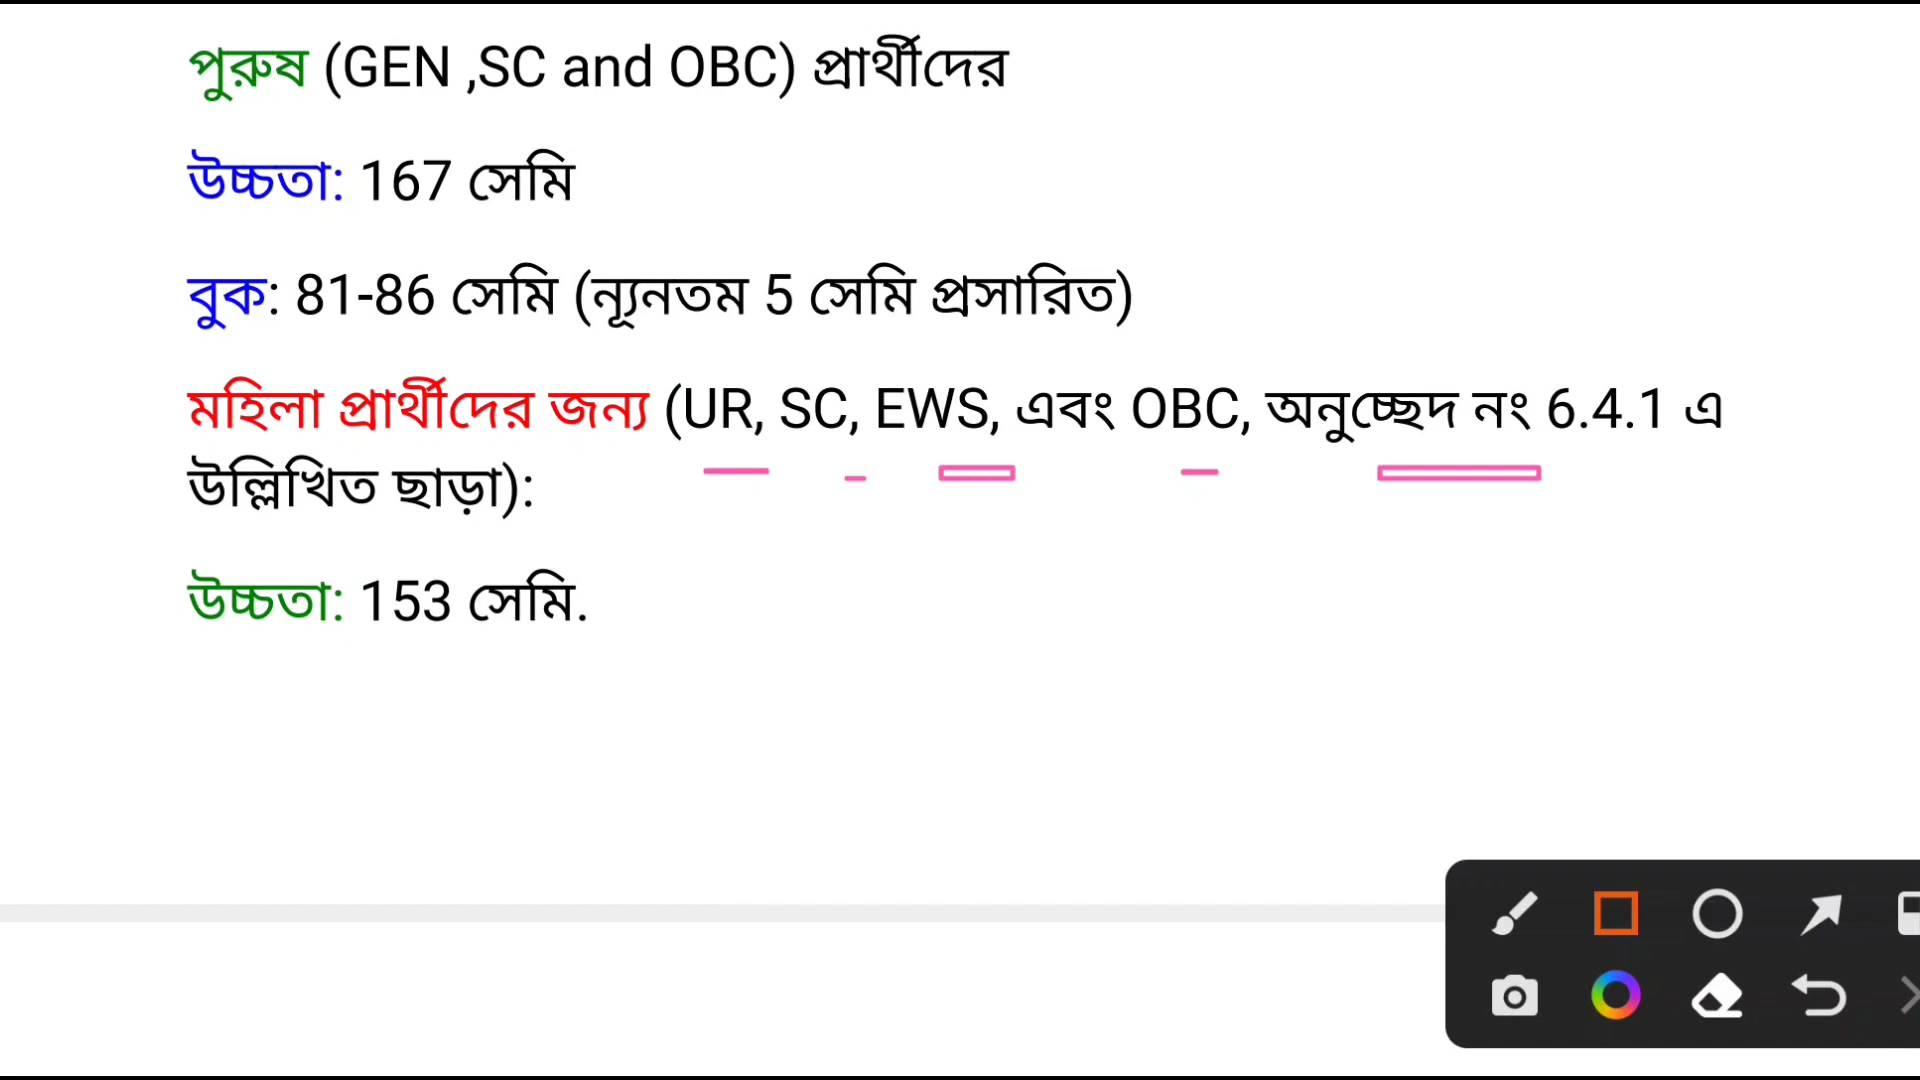 পুরুষ (GEN ,SC and OBC) প্রার্থীদের
উচ্চতা: 167 সেমি
বুক: 81-86 সেমি (ন্যূনতম 5 সেমি প্রসারিত)
মহিলা প্রার্থীদের জন্য (UR, SC, EWS, এবং OBC, অনুচ্ছেদ নং 6.4.1 এ
উল্লিখিত ছাড়া):
উচ্চতা: 153 সেমি.